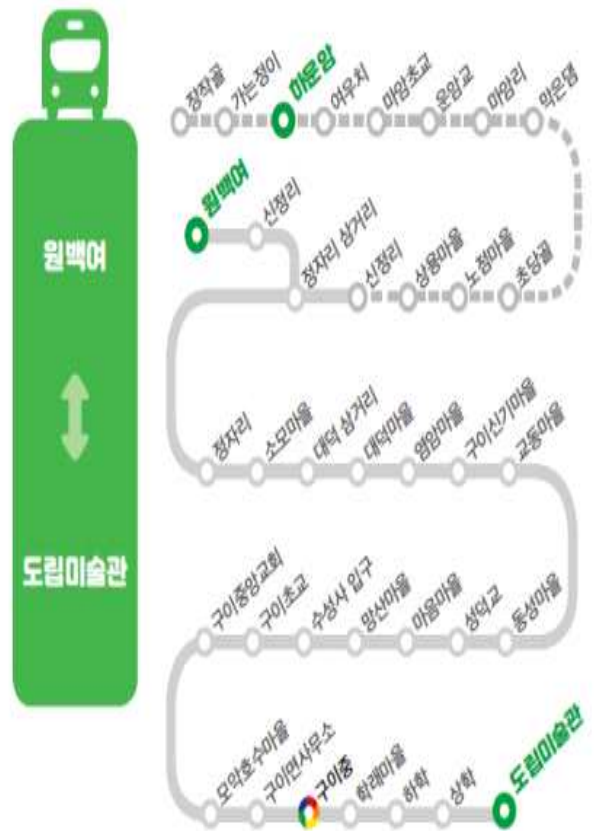 원백여
도립미술관
장작골
가는정이
하운암
여우치
마암초교
운암교
마암리
막은댐
원백여
신정리
정자리 삼거리
신정리
상용마을
노점마을
초당골
정자리
소모마을
대덕 삼거리
대덕마을
염암마을
구이신기마을
교동마을
구이중앙교회
구이초교
수성사 입구
망산마을
마음마을
성덕교
동성마을
모악호수마을
구이면사무소
구이중
학래마을
하학
상학
도립미술관